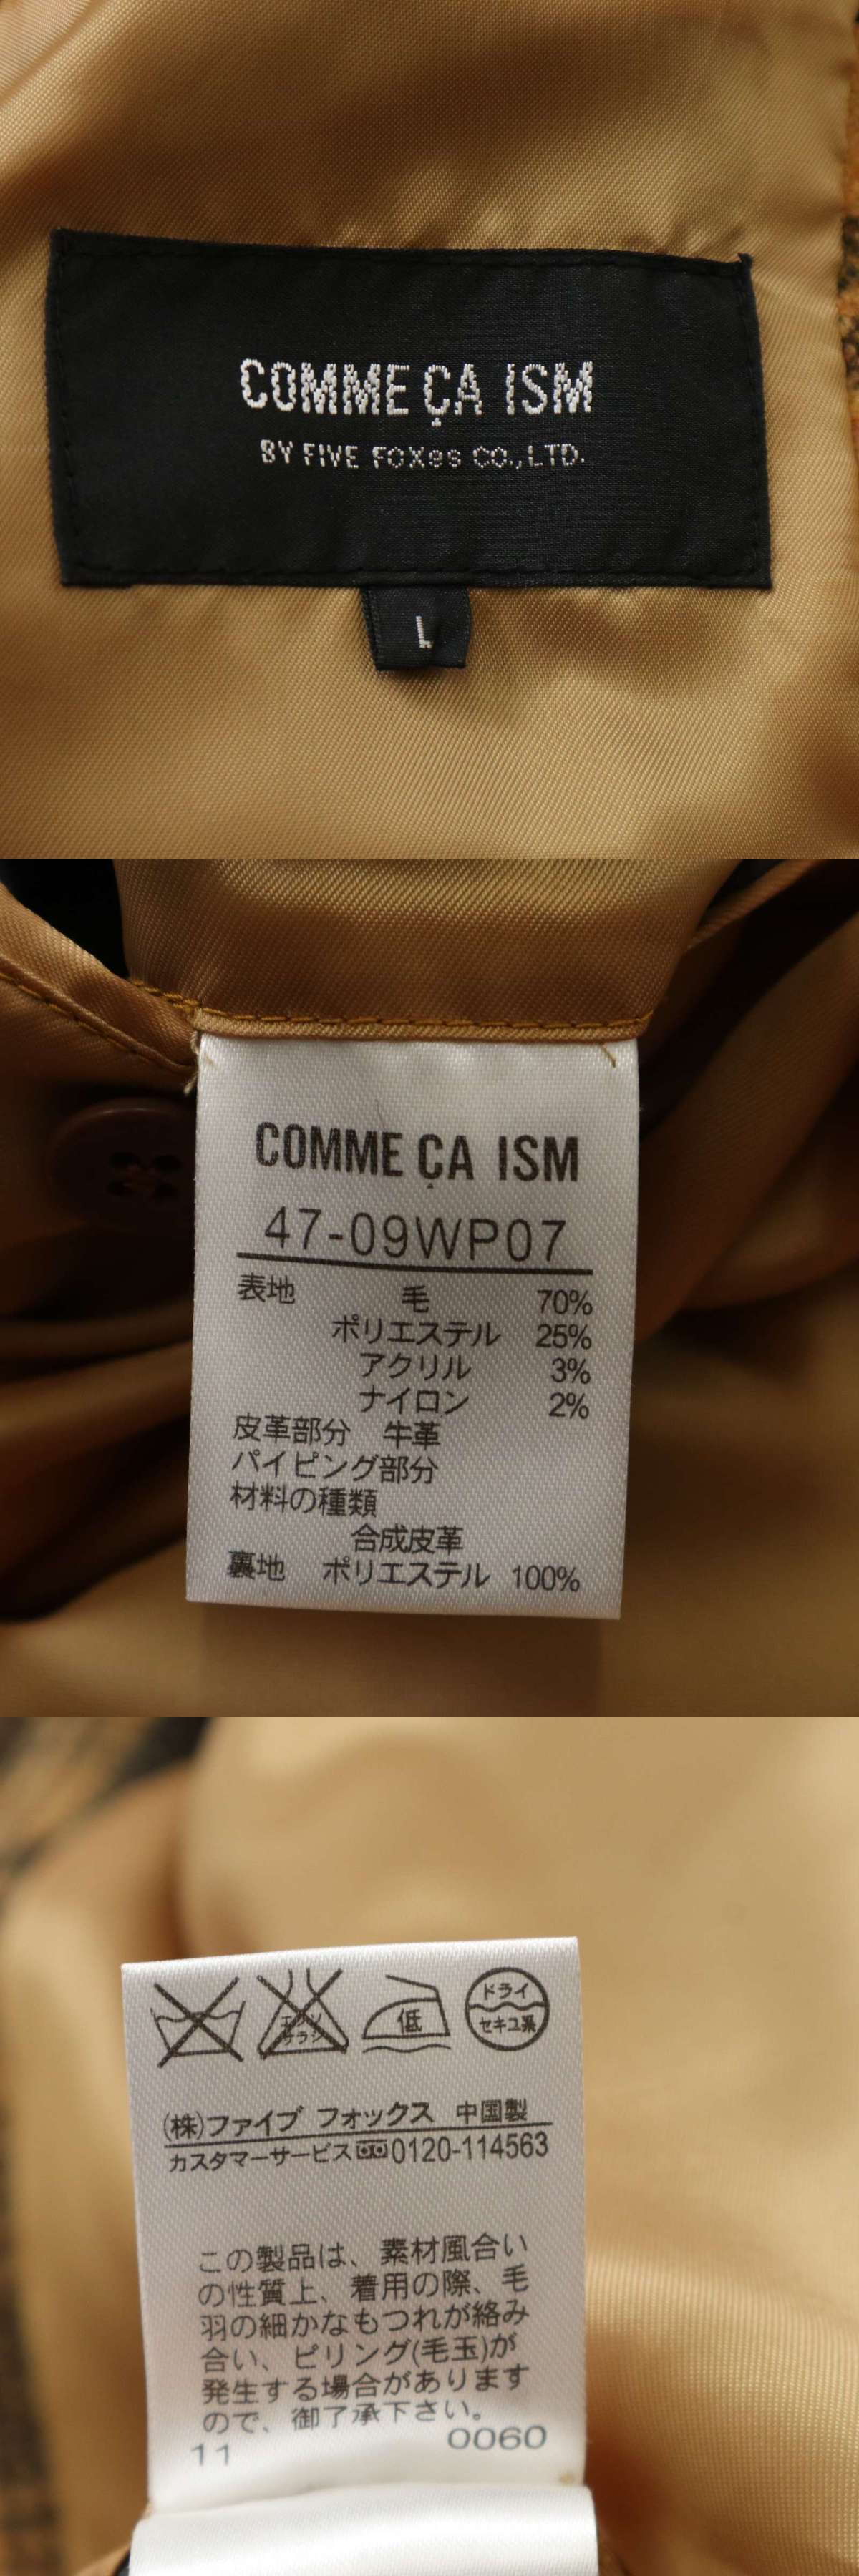 COMME ÇA ISM
BY FIVE FOXes CO.,LTD.
L
COMME ÇA ISM
47-09WP07
表地 毛 70%
ポリエステル 25%
アクリル 3%
ナイロン 2%
皮革部分 牛革
パイピング部分
材料の種類
合成皮革
裏地 ポリエステル 100%
エンソ
サラシ
低
ドライ
セキユ系
(株)ファイブ フォックス 中国製
カスタマーサービス 0120-114563
この製品は、素材風合い
の性質上、着用の際、毛
羽の細かなもつれが絡み
合い、ピリング(毛玉)が
発生する場合があります
ので、御了承下さい。
11 0060